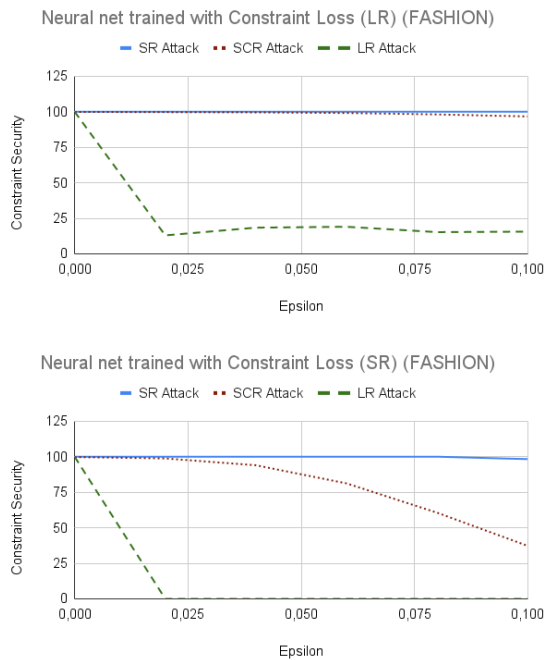 Neural net trained with Constraint Loss (LR) (FASHION)
SR Attack SCR Attack LR Attack
125
100
75
50
25
0
Constraint Security
0,000 0,025 0,050 0,075 0,100
Epsilon
Neural net trained with Constraint Loss (SR) (FASHION)
SR Attack SCR Attack LR Attack
125
100
75
50
25
0
Constraint Security
0,000 0,025 0,050 0,075 0,100
Epsilon